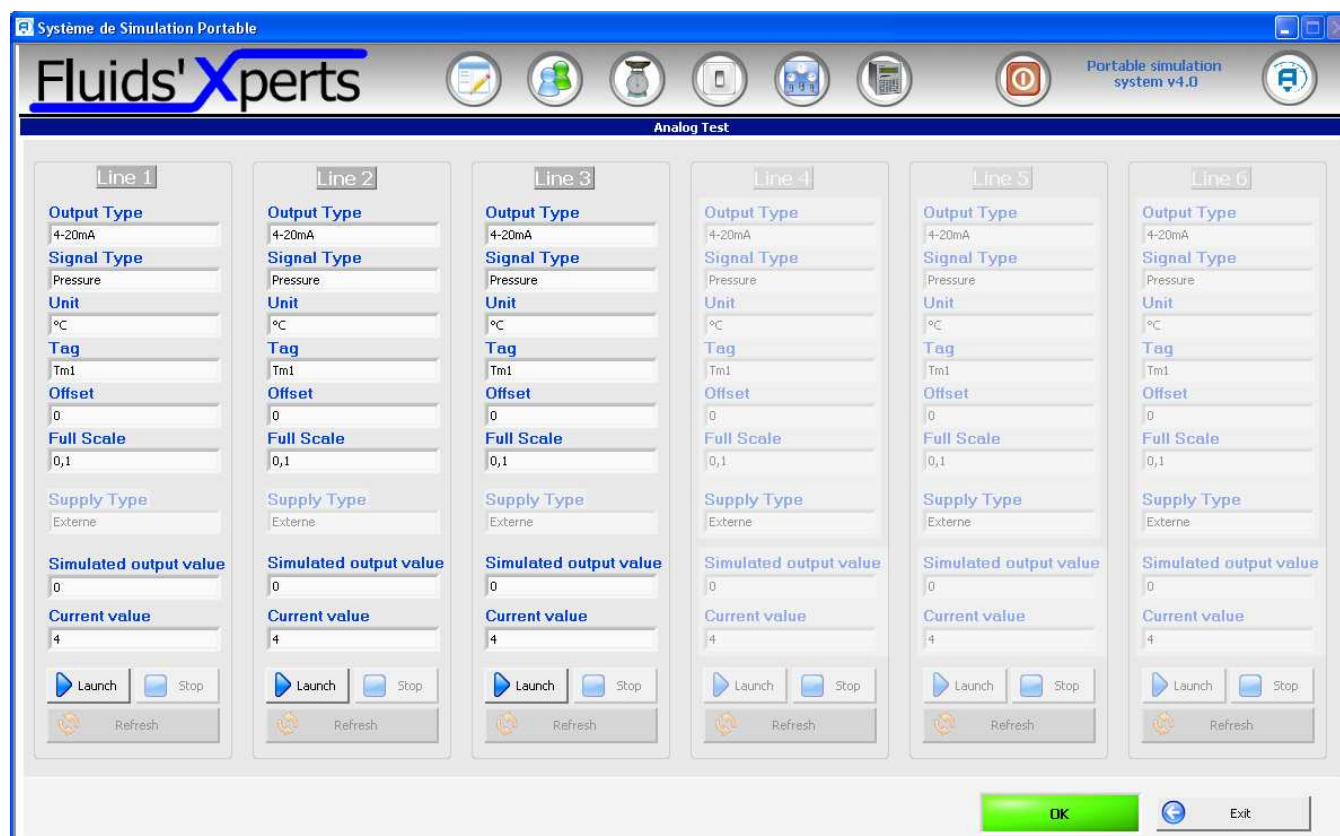 Système de Simulation Portable
Fluids' Xperts
Portable simulation
system v4.0
Analog Test
Line 1
Output Type
4-20mA
Signal Type
Pressure
Unit
°C
Tag
Tm1
Offset
0
Full Scale
0,1
Supply Type
Externe
Simulated output value
0
Current value
4
Launch
Stop
Refresh
Line 2
Output Type
4-20mA
Signal Type
Pressure
Unit
°C
Tag
Tm1
Offset
0
Full Scale
0,1
Supply Type
Externe
Simulated output value
0
Current value
4
Launch
Stop
Refresh
Line 3
Output Type
4-20mA
Signal Type
Pressure
Unit
°C
Tag
Tm1
Offset
0
Full Scale
0,1
Supply Type
Externe
Simulated output value
0
Current value
4
Launch
Stop
Refresh
Line 4
Output Type
4-20mA
Signal Type
Pressure
Unit
°C
Tag
Tm1
Offset
0
Full Scale
0,1
Supply Type
Externe
Simulated output value
0
Current value
4
Launch
Stop
Refresh
Line 5
Output Type
4-20mA
Signal Type
Pressure
Unit
°C
Tag
Tm1
Offset
0
Full Scale
0,1
Supply Type
Externe
Simulated output value
0
Current value
4
Launch
Stop
Refresh
Line 6
Output Type
4-20mA
Signal Type
Pressure
Unit
°C
Tag
Tm1
Offset
0
Full Scale
0,1
Supply Type
Externe
Simulated output value
0
Current value
4
Launch
Stop
Refresh
OK
Exit